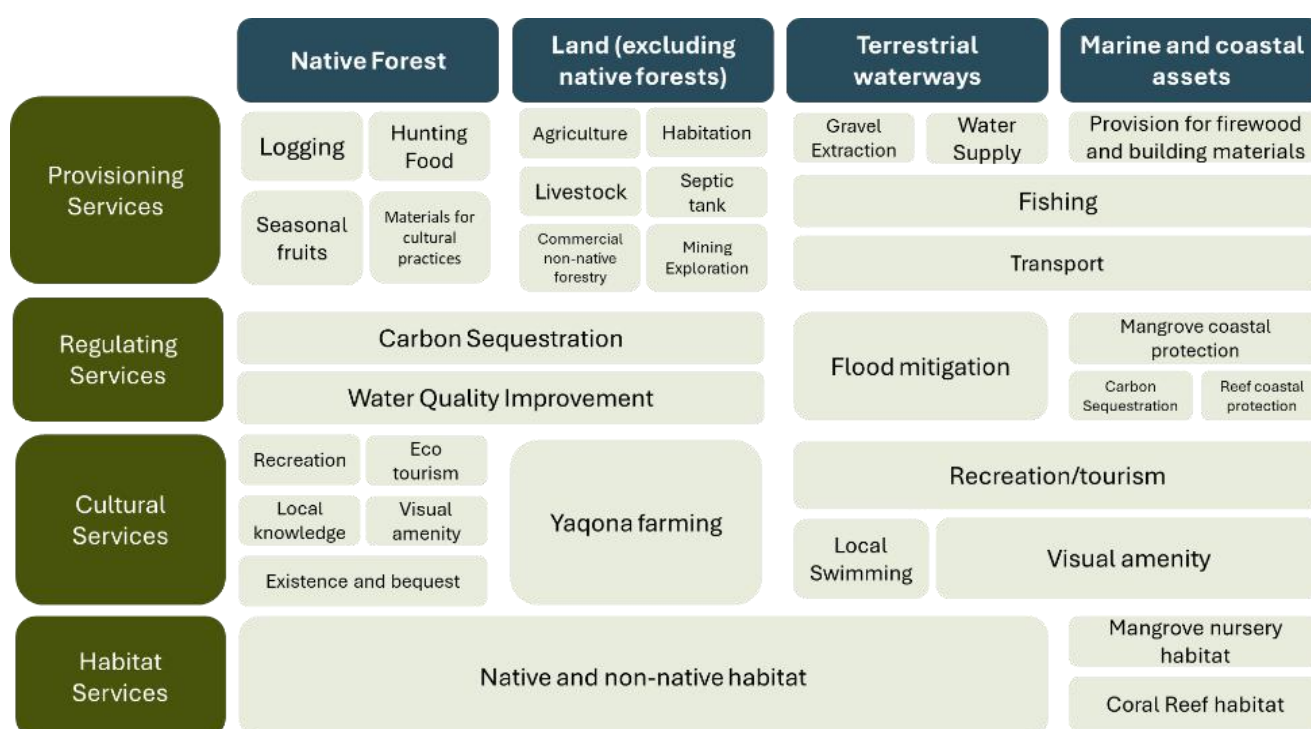 Native Forest
Land (excluding
native forests)
Terrestrial
waterways
Marine and coastal
assets
Provisioning
Services
Logging
Hunting
Food
Seasonal
fruits
Materials for
cultural
practices
Agriculture
Habitation
Livestock
Septic
tank
Commercial
non-native
forestry
Mining
Exploration
Gravel
Extraction
Water
Supply
Provision for firewood
and building materials
Fishing
Transport
Regulating
Services
Carbon Sequestration
Water Quality Improvement
Flood mitigation
Mangrove coastal
protection
Carbon
Sequestration
Reef coastal
protection
Cultural
Services
Recreation
Eco
tourism
Local
knowledge
Visual
amenity
Existence and bequest
Yaqona farming
Recreation/tourism
Local
Swimming
Visual amenity
Habitat
Services
Native and non-native habitat
Mangrove nursery
habitat
Coral Reef habitat